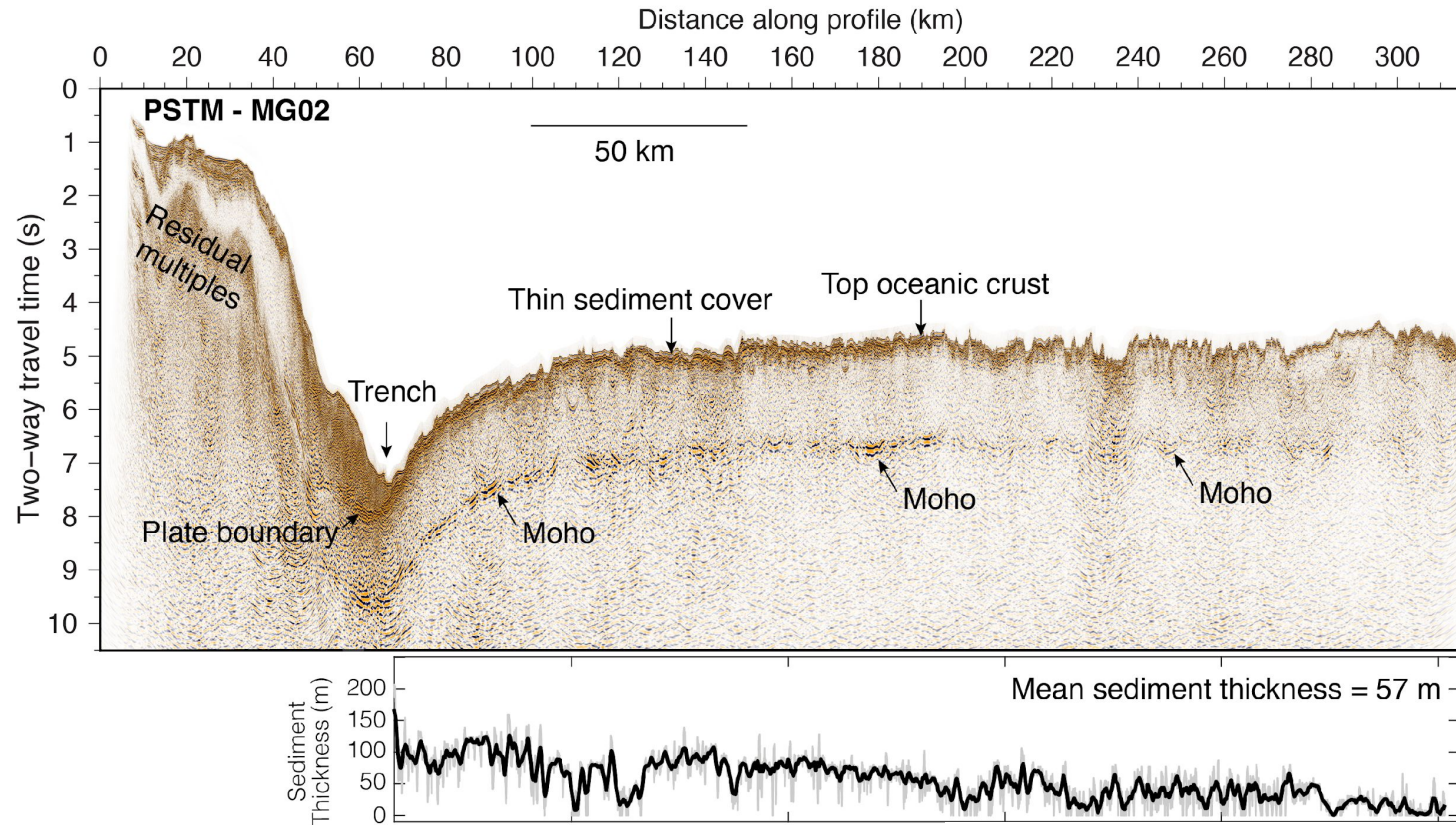 Distance along profile (km)
0 20 40 60 80 100 120 140 160 180 200 220 240 260 280 300
Two–way travel time (s)
0
1
2
3
4
5
6
7
8
9
10
PSTM - MG02
50 km
Residual
multiples
Thin sediment cover
Top oceanic crust
Trench
Plate boundary
Moho
Moho
Moho
Sediment
Thickness (m)
200
150
100
50
0
Mean sediment thickness = 57 m